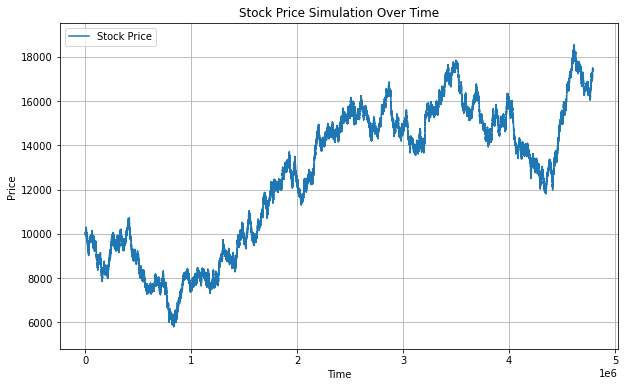 Stock Price Simulation Over Time
Stock Price
Price
18000
16000
14000
12000
10000
8000
6000
0 1 2 3 4 5
1e6
Time